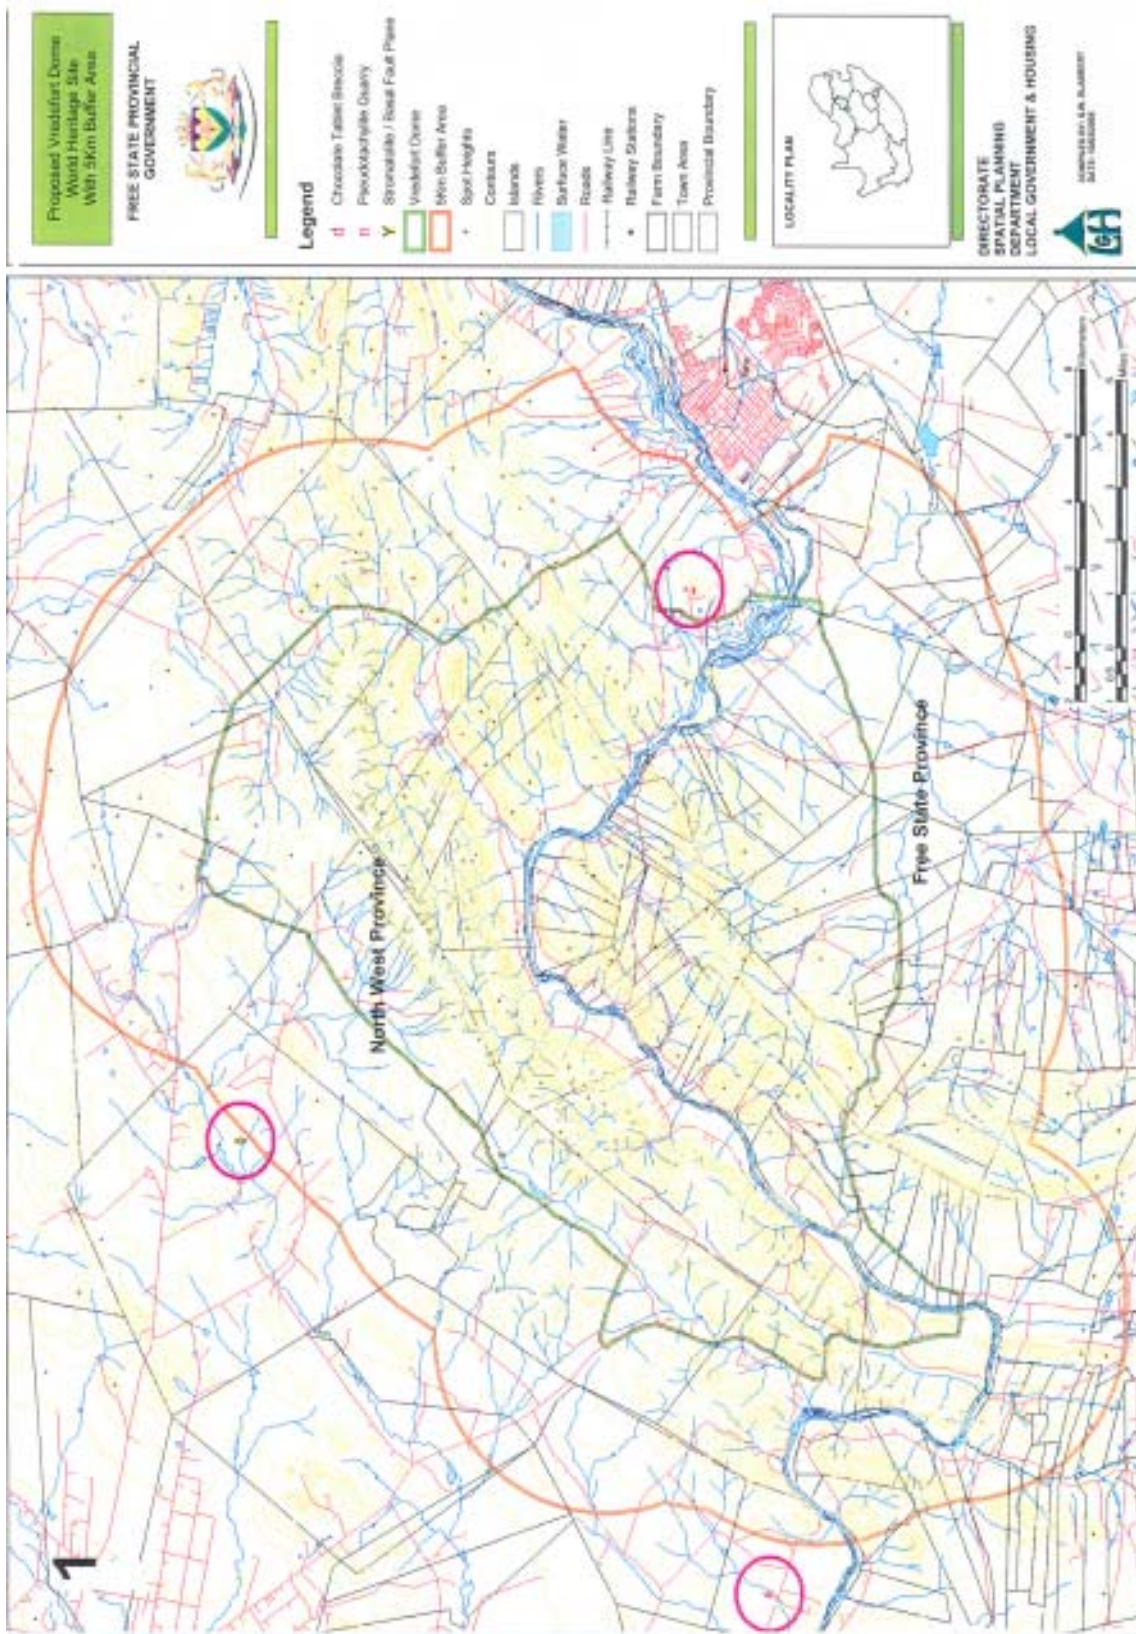 Proposed Vredefort Dome
World Heritage Site
With 5Km Buffer Area
FREE STATE PROVINCIAL
GOVERNMENT
Legend
Chocolate Tablet Breccia
Pseudotachylite Quarry
Stromatolite / Basal Fault Plane
Vredefort Dome
5Km Buffer Area
Spot Heights
Contours
Islands
Rivers
Surface Water
Roads
Railway Line
Railway Stations
Farm Boundary
Town Area
Provincial Boundary
LOCALITY PLAN
DIRECTORATE
SPATIAL PLANNING
DEPARTMENT
LOCAL GOVERNMENT & HOUSING
North West Province
Free State Province
Kilometers
Miles
1